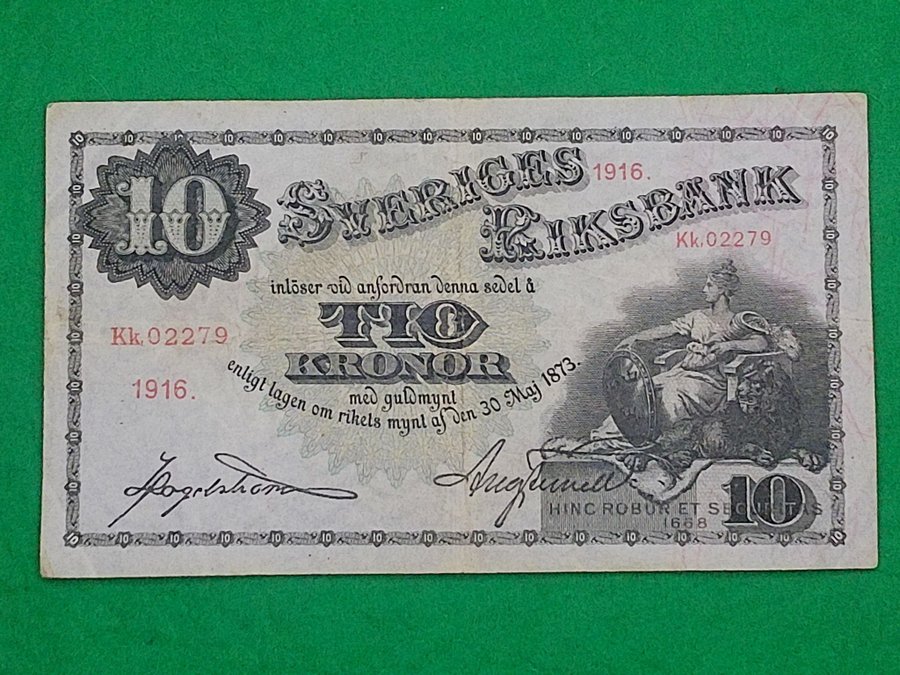 10
SVERIGES
1916.
RIKSBANK
Kk,02279
inlöser vid anfordran denna sedel å
TIO
KRONOR
med guldmynt
enligt lagen om rikets mynt af den 30 Maj 1873.
Kk,02279
1916.
HINC ROBUR ET SECURITAS
1668
10